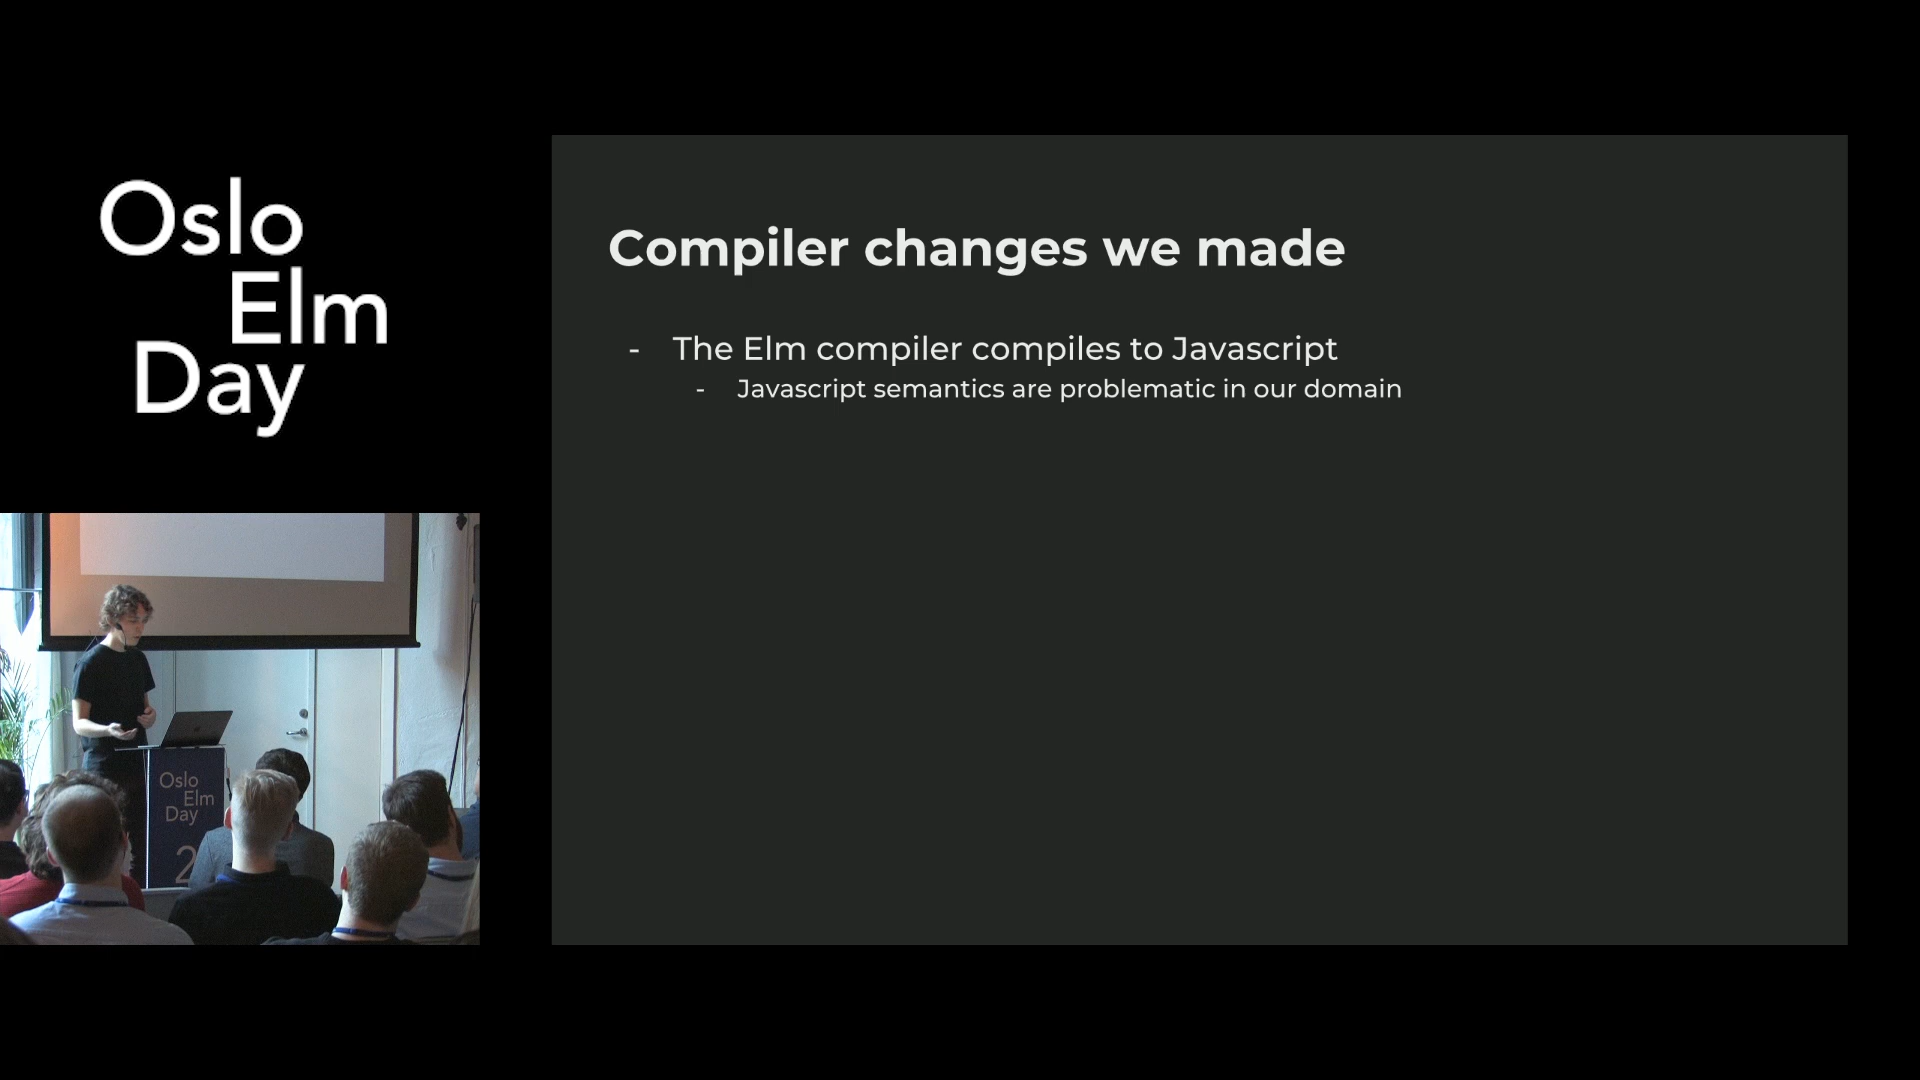 Oslo
Elm
Day
Compiler changes we made
- The Elm compiler compiles to Javascript
- Javascript semantics are problematic in our domain
Oslo
Elm
Day
2